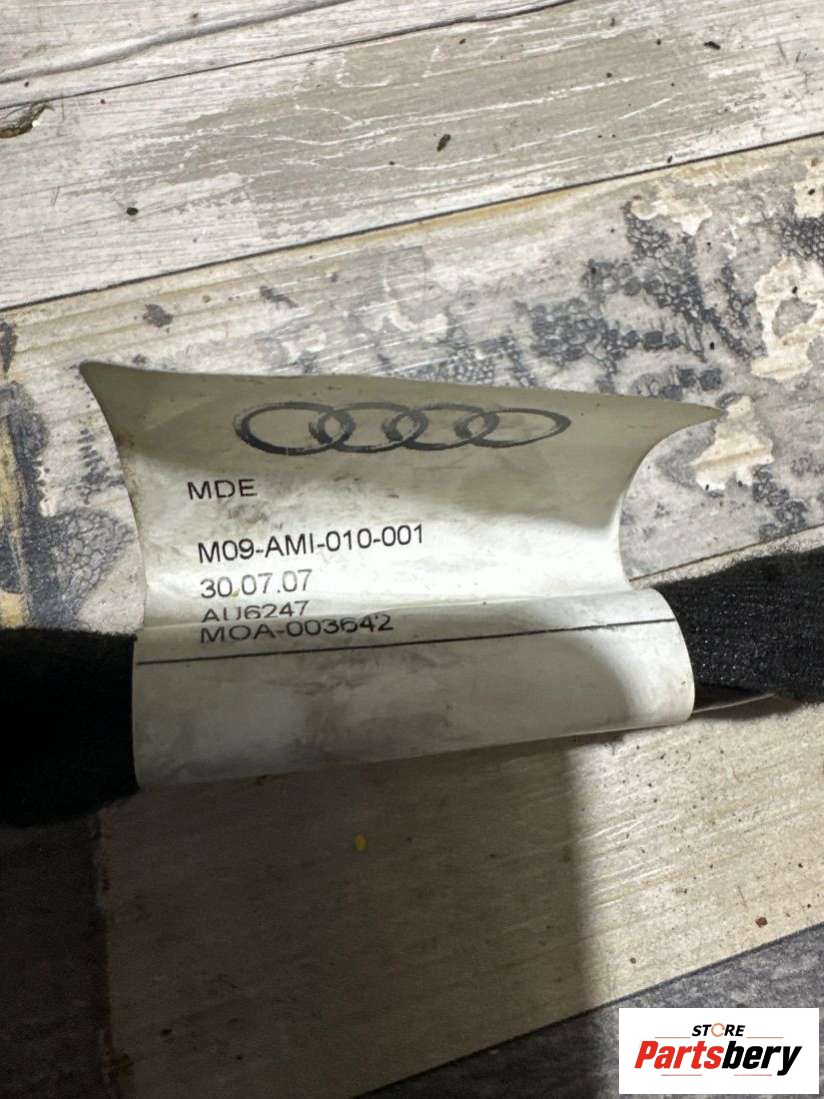 MDE
M09-AMI-010-001
30.07.07
AU6247
MOA-003642
STORE
Partsbery